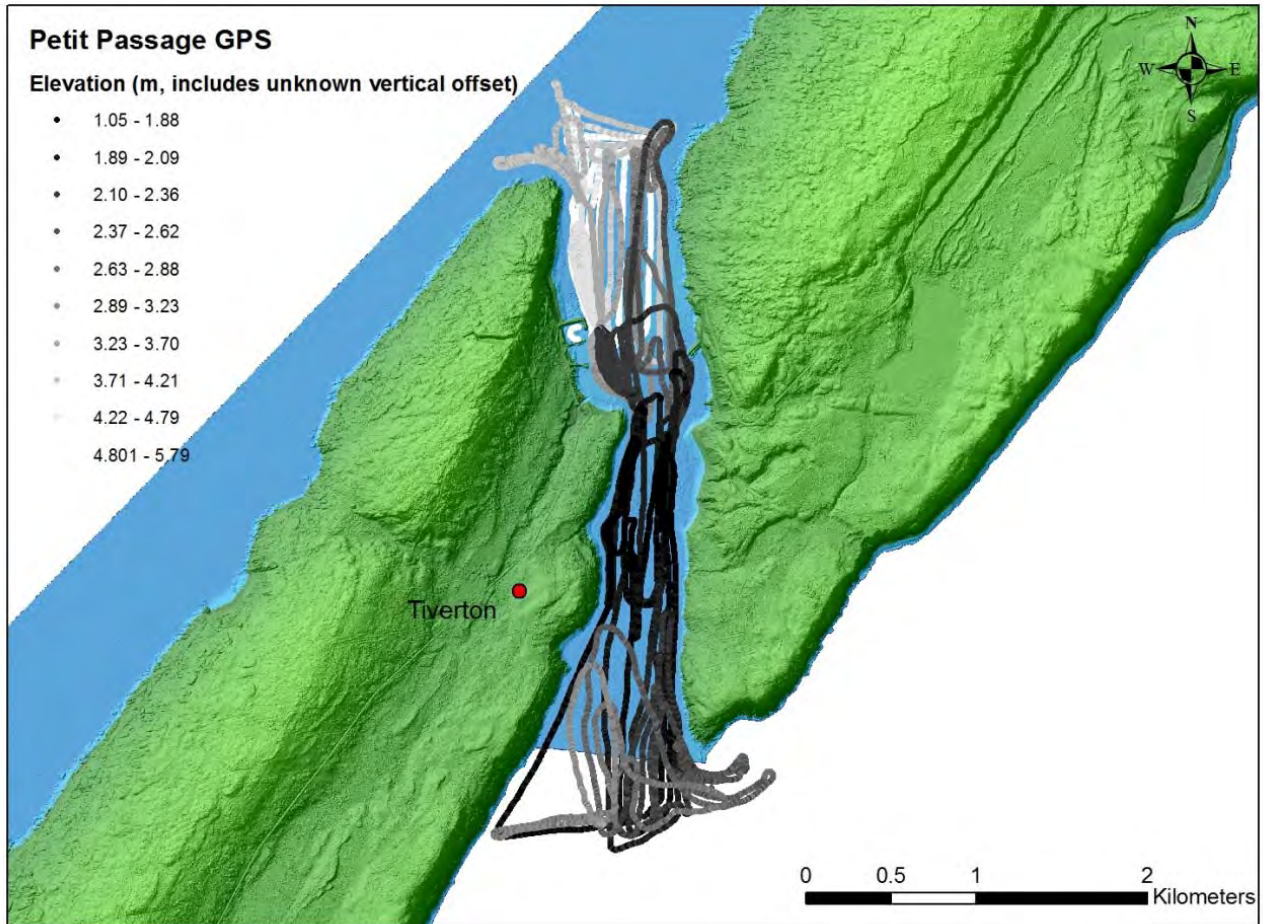 Petit Passage GPS
Elevation (m, includes unknown vertical offset)
1.05 - 1.88
1.89 - 2.09
2.10 - 2.36
2.37 - 2.62
2.63 - 2.88
2.89 - 3.23
3.23 - 3.70
3.71 - 4.21
4.22 - 4.79
4.801 - 5.79
N
W E
S
Tiverton
0 0.5 1 2
Kilometers